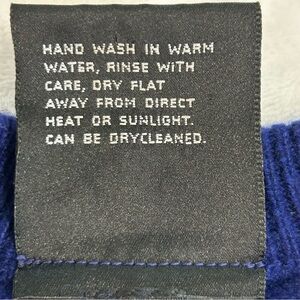 HAND WASH IN WARM
WATER, RINSE WITH
CARE, DRY FLAT
AWAY FROM DIRECT
HEAT OR SUNLIGHT.
CAN BE DRYCLEANED.